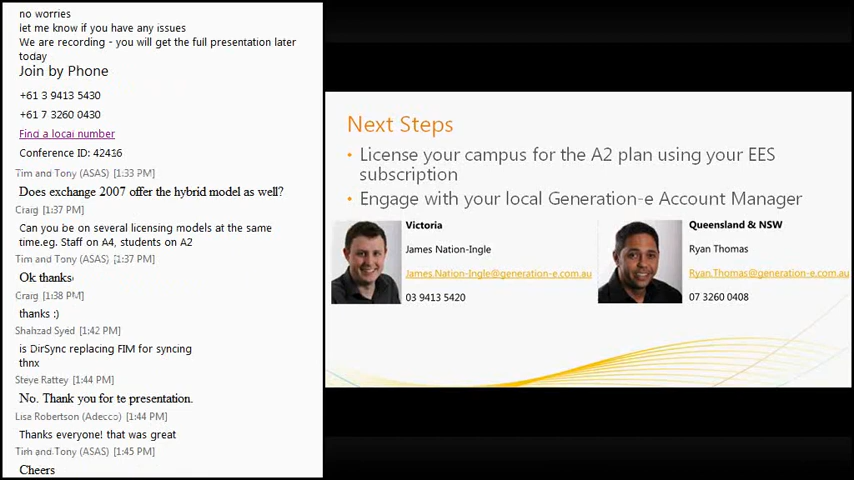 no worries
let me know if you have any issues
We are recording - you will get the full presentation later
today
Join by Phone
+61 3 9413 5430
+61 7 3260 0430
Find a local number
Conference ID: 42416
Tim and Tony (ASAS) [1:33 PM]
Does exchange 2007 offer the hybrid model as well?
Craig [1:37 PM]
Can you be on several licensing models at the same
time.eg. Staff on A4, students on A2
Tim and Tony (ASAS) [1:37 PM]
Ok thanks
Craig [1:38 PM]
thanks :)
Shahzad Syed [1:42 PM]
is DirSync replacing FIM for syncing
thnx
Steve Rattey [1:44 PM]
No. Thank you for te presentation.
Lisa Robertson (Adecco) [1:44 PM]
Thanks everyone! that was great
Tim and Tony (ASAS) [1:45 PM]
Cheers
Next Steps
• License your campus for the A2 plan using your EES
subscription
• Engage with your local Generation-e Account Manager
Victoria
James Nation-Ingle
James.Nation-Ingle@generation-e.com.au
03 9413 5420
Queensland & NSW
Ryan Thomas
Ryan.Thomas@generation-e.com.au
07 3260 0408